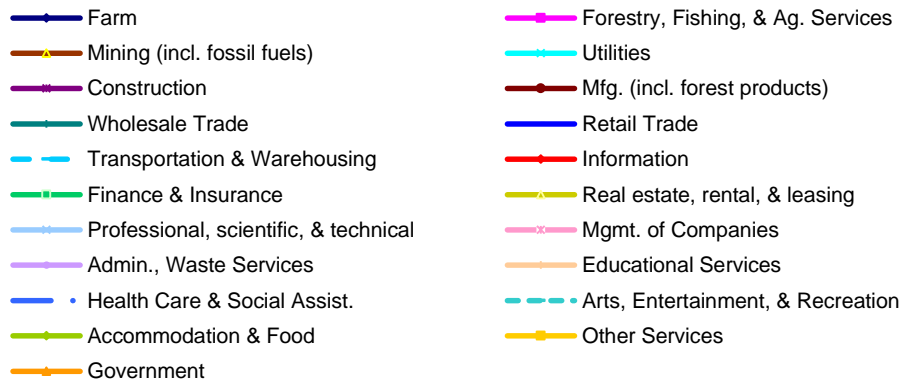 Farm
Forestry, Fishing, & Ag. Services
Mining (incl. fossil fuels)
Utilities
Construction
Mfg. (incl. forest products)
Wholesale Trade
Retail Trade
Transportation & Warehousing
Information
Finance & Insurance
Real estate, rental, & leasing
Professional, scientific, & technical
Mgmt. of Companies
Admin., Waste Services
Educational Services
Health Care & Social Assist.
Arts, Entertainment, & Recreation
Accommodation & Food
Other Services
Government